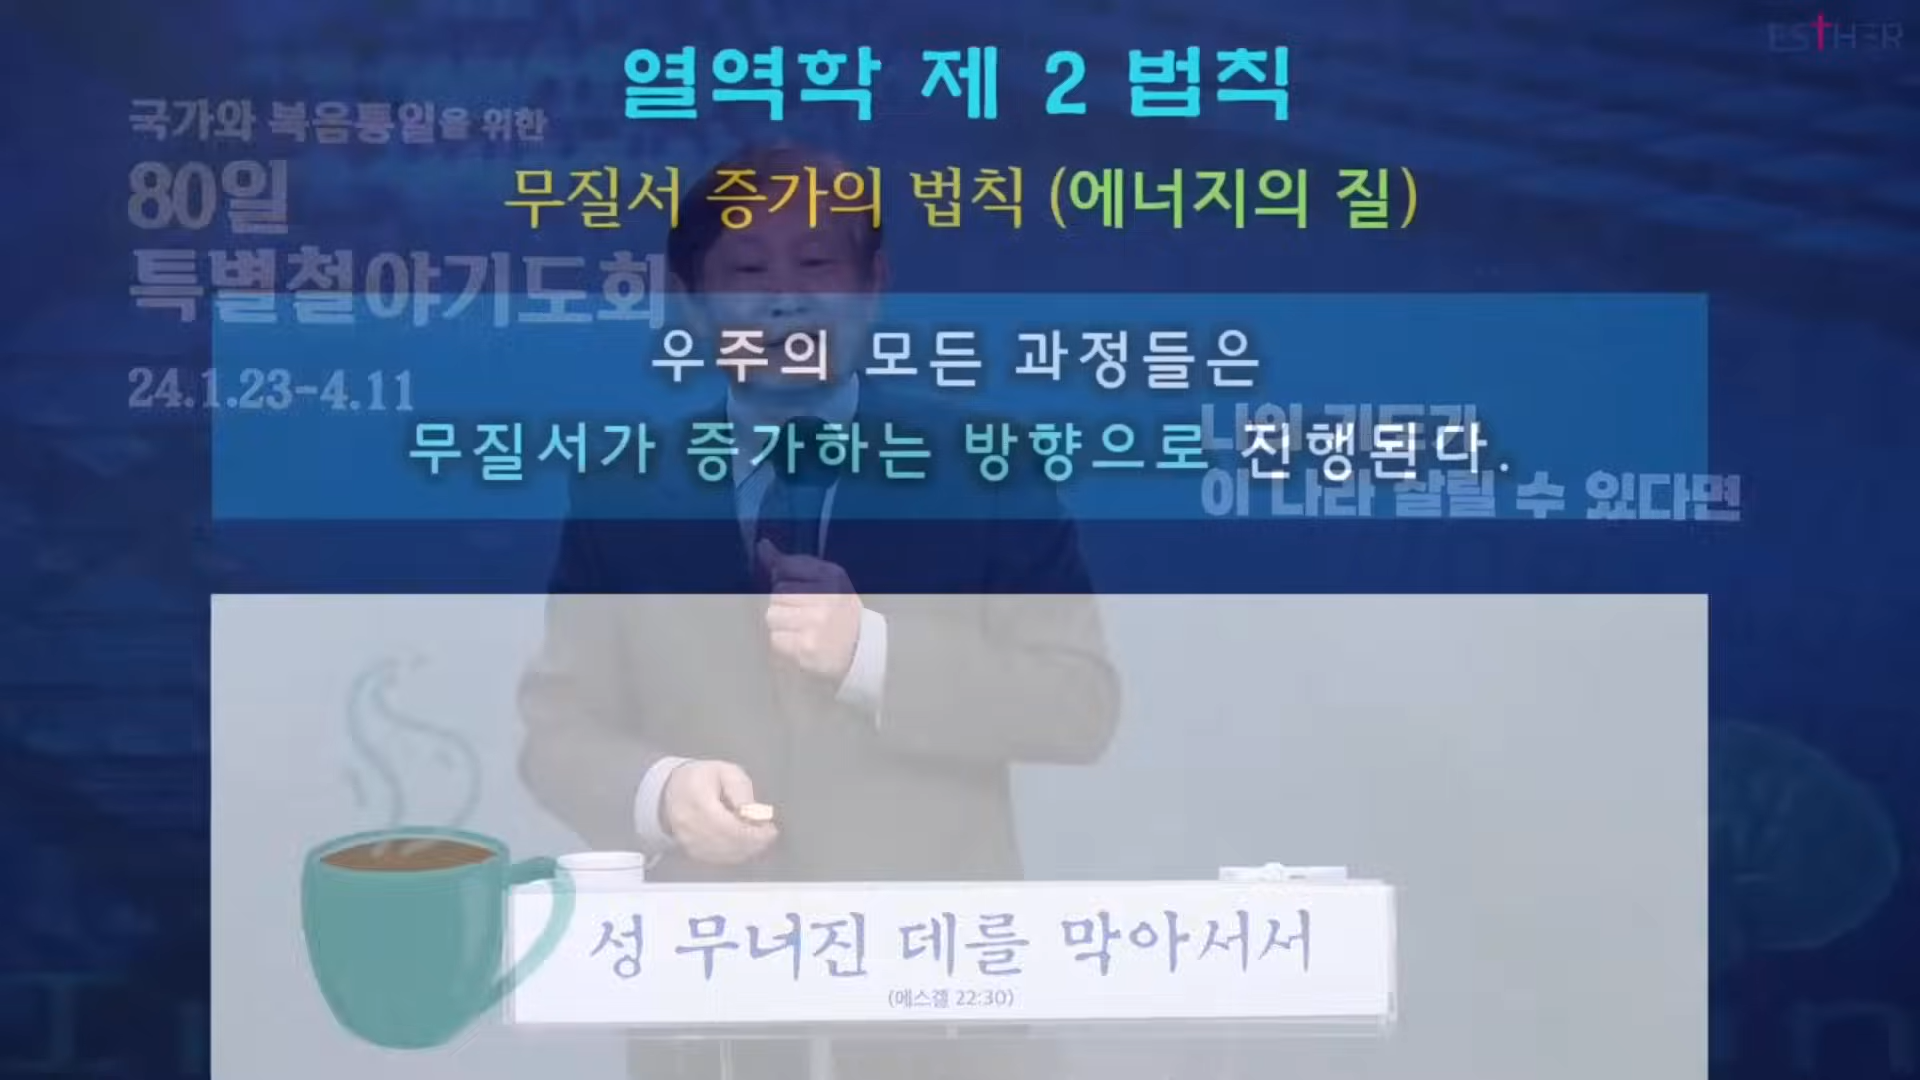 ESTHER
열역학 제 2 법칙
국가와 복음통일을 위한
80일
특별철야기도회
24.1.23-4.11
무질서 증가의 법칙 (에너지의 질)
우주의 모든 과정들은
무질서가 증가하는 방향으로 진행된다.
나의 기도가
이 나라 살릴 수 있다면
성 무너진 데를 막아서서
(에스겔 22:30)